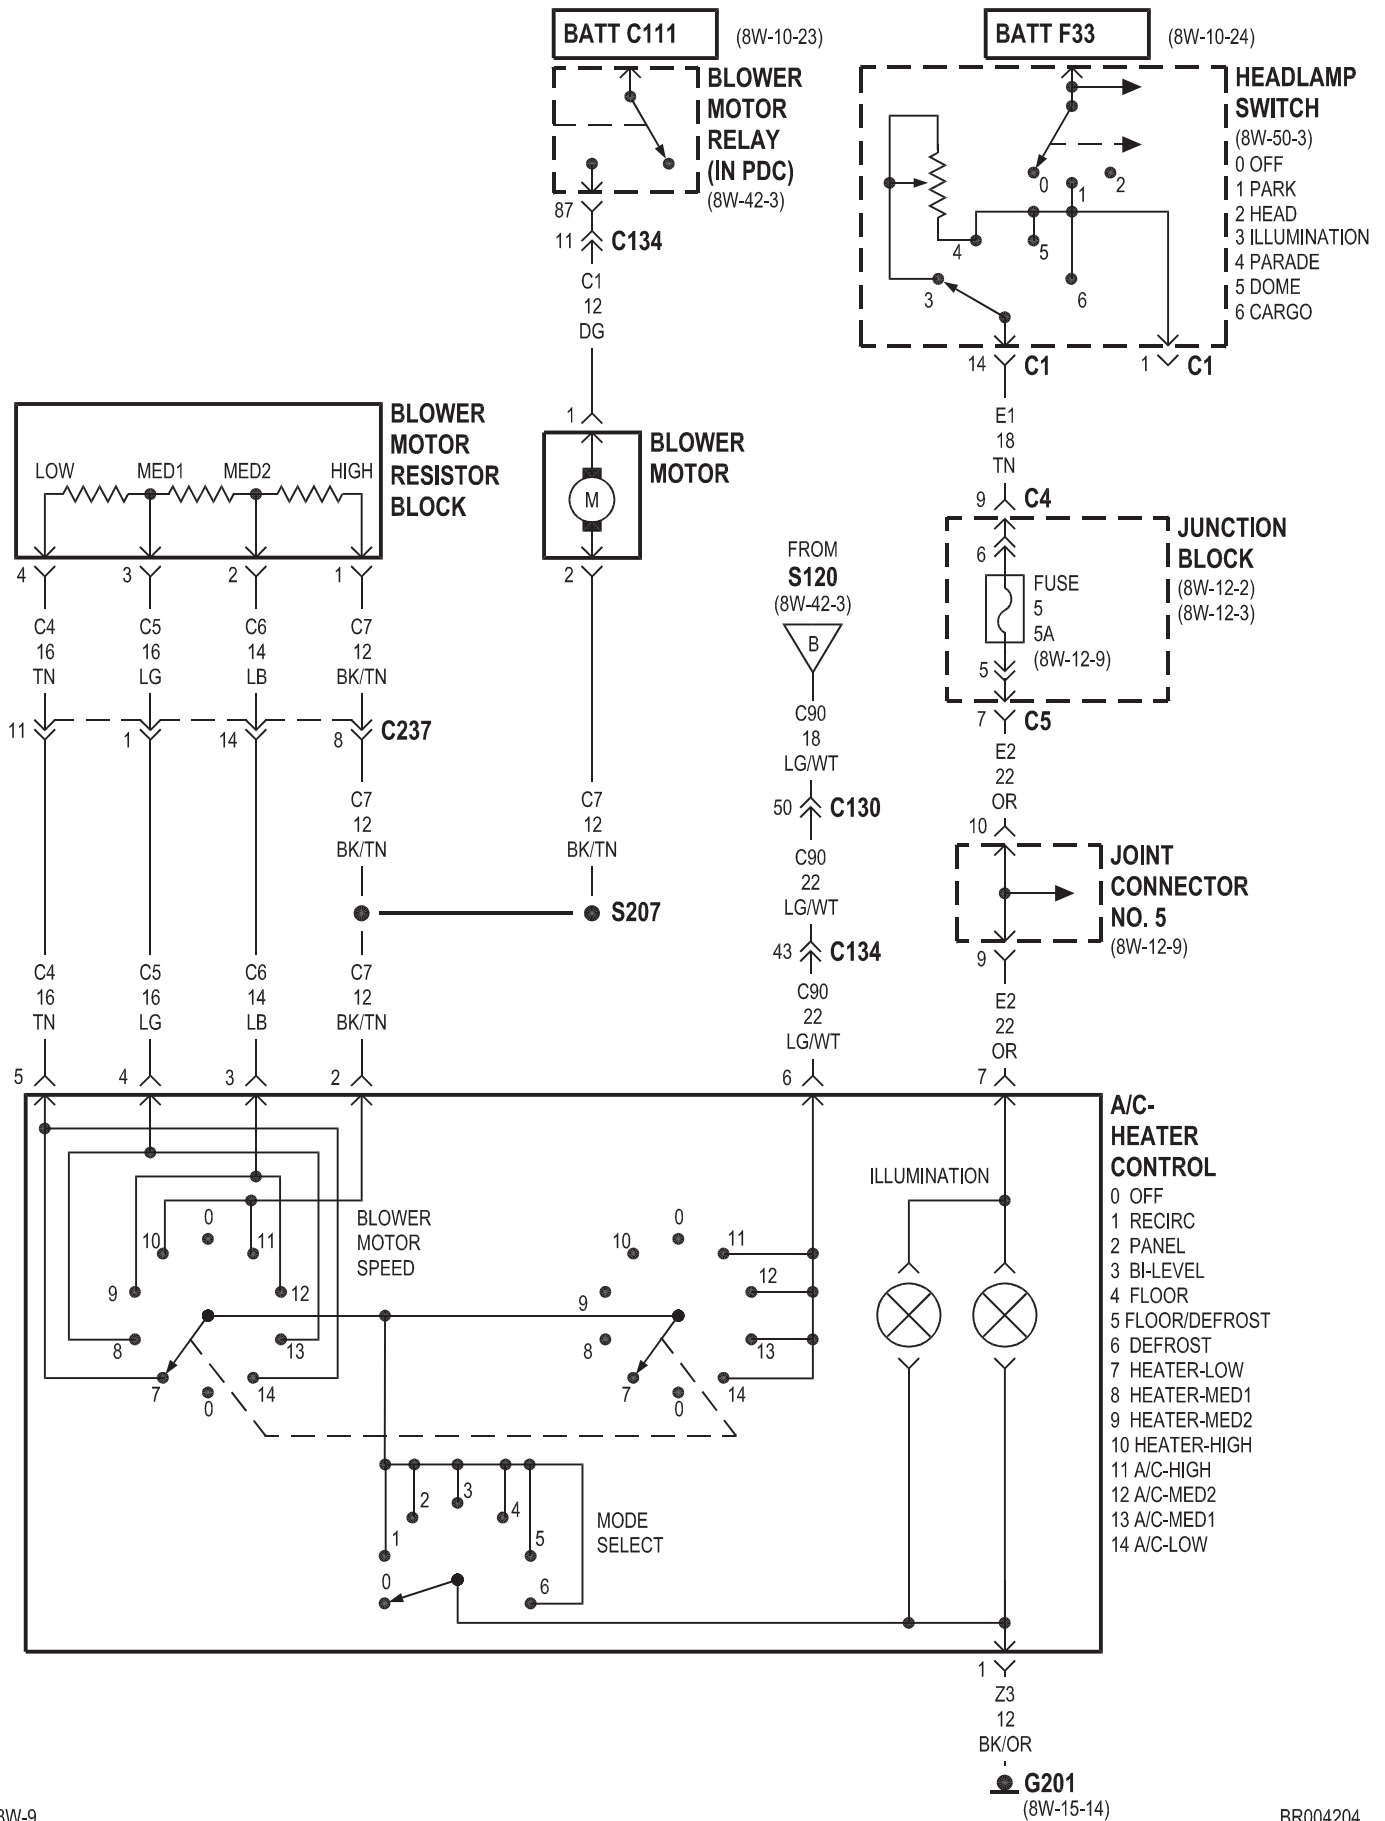 BATT C111
(8W-10-23)
BATT F33
(8W-10-24)
BLOWER
MOTOR
RELAY
(IN PDC)
(8W-42-3)
87
11
C134
C1
12
DG
HEADLAMP
SWITCH
(8W-50-3)
0 OFF
1 PARK
2 HEAD
3 ILLUMINATION
4 PARADE
5 DOME
6 CARGO
0
1
2
4
5
3
6
14
C1
1
C1
E1
18
TN
BLOWER
MOTOR
RESISTOR
BLOCK
LOW
MED1
MED2
HIGH
4
3
2
1
1
BLOWER
MOTOR
M
2
9
C4
JUNCTION
BLOCK
(8W-12-2)
(8W-12-3)
6
FUSE
5
5A
(8W-12-9)
5
7
C5
FROM
S120
(8W-42-3)
B
C4
16
TN
C5
16
LG
C6
14
LB
C7
12
BK/TN
11
1
14
8
C237
C90
18
LG/WT
50
C130
E2
22
OR
10
C7
12
BK/TN
C7
12
BK/TN
C90
22
LG/WT
JOINT
CONNECTOR
NO. 5
(8W-12-9)
S207
43
C134
9
C4
16
TN
C5
16
LG
C6
14
LB
C7
12
BK/TN
C90
22
LG/WT
E2
22
OR
5
4
3
2
6
7
A/C-
HEATER
CONTROL
0 OFF
1 RECIRC
2 PANEL
3 BI-LEVEL
4 FLOOR
5 FLOOR/DEFROST
6 DEFROST
7 HEATER-LOW
8 HEATER-MED1
9 HEATER-MED2
10 HEATER-HIGH
11 A/C-HIGH
12 A/C-MED2
13 A/C-MED1
14 A/C-LOW
ILLUMINATION
BLOWER
MOTOR
SPEED
0
10
11
9
12
8
13
7
14
0
0
10
11
9
12
8
13
7
14
0
MODE
SELECT
2
3
4
1
5
0
6
1
Z3
12
BK/OR
G201
(8W-15-14)
8W-9
BR004204